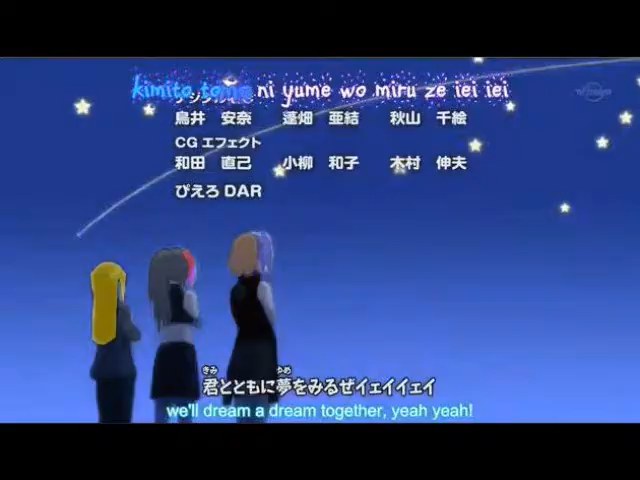 kimito tomo ni yume wo miru ze iei iei
鳥井 安奈 蓬畑 亜結 秋山 千絵
CG エフェクト
和田 直己 小柳 和子 木村 伸夫
ぴえろ DAR
きみ ゆめ
君とともに夢をみるぜイェイイェイ
we'll dream a dream together, yeah yeah!